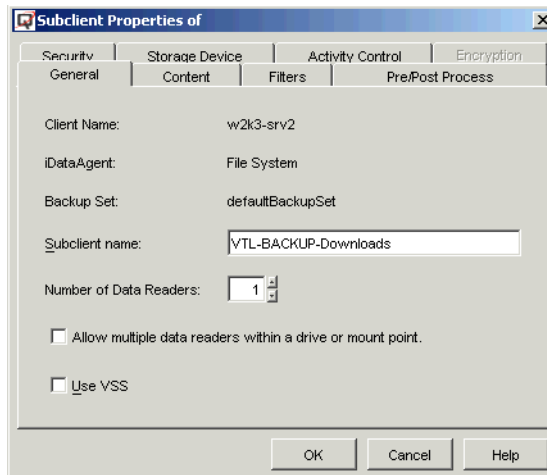 Subclient Properties of
Security Storage Device Activity Control Encryption
General Content Filters Pre/Post Process
Client Name: w2k3-srv2
iDataAgent: File System
Backup Set: defaultBackupSet
Subclient name: VTL-BACKUP-Downloads
Number of Data Readers: 1
Allow multiple data readers within a drive or mount point.
Use VSS
OK Cancel Help